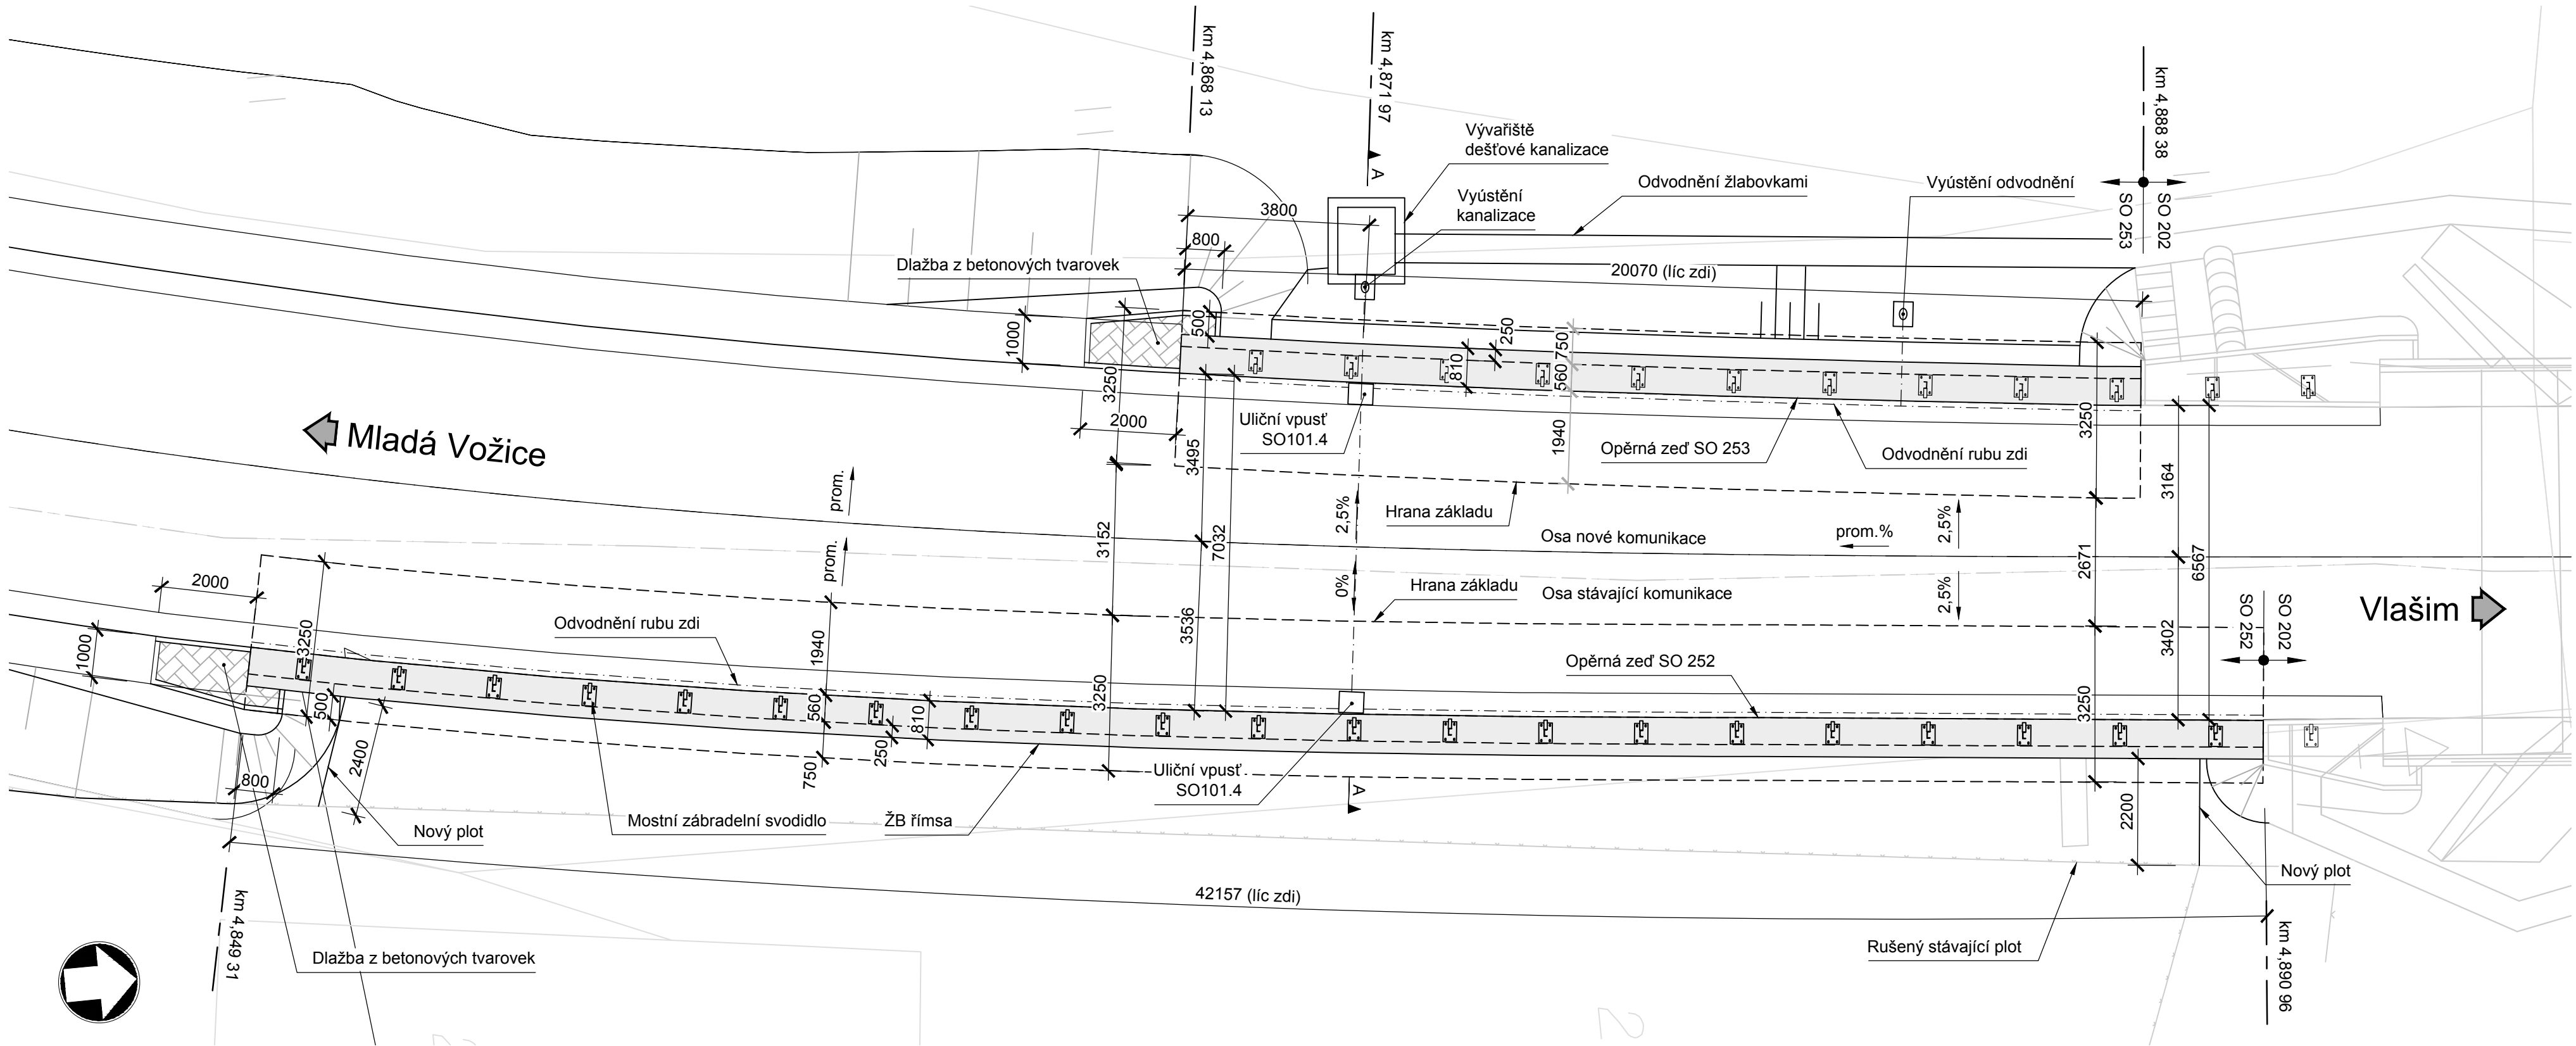 km 4,868 13
km 4,871 97
km 4,888 38
A
Vývařiště
dešťové kanalizace
Vyústění
kanalizace
Odvodnění žlabovkami
Vyústění odvodnění
SO 253
SO 202
3800
800
Dlažba z betonových tvarovek
20070 (líc zdi)
1000
500
250
750
810
560
3250
2000
Uliční vpusť
SO101.4
3495
1940
Opěrná zeď SO 253
Odvodnění rubu zdi
3250
3164
Mladá Vožice
prom.
Hrana základu
2,5%
2,5%
3152
7032
Osa nové komunikace
prom.%
2671
6567
prom.
0%
Hrana základu
Osa stávající komunikace
2,5%
Vlašim
2000
3250
1000
Odvodnění rubu zdi
1940
3536
3402
SO 252
SO 202
Opěrná zeď SO 252
500
560
810
3250
3250
2400
750
250
800
Uliční vpusť
SO101.4
A
2200
Nový plot
Mostní zábradelní svodidlo
ŽB římsa
Nový plot
42157 (líc zdi)
km 4,849 31
Dlažba z betonových tvarovek
Rušený stávající plot
km 4,890 96
2